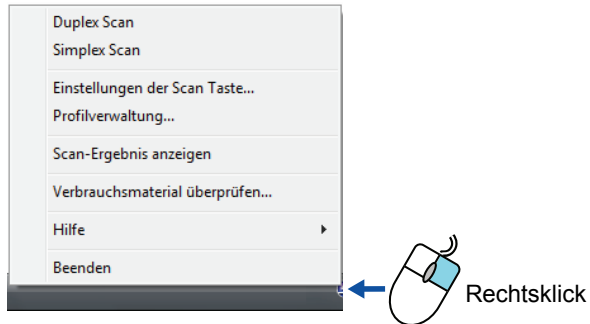 Duplex Scan
Simplex Scan
Einstellungen der Scan Taste...
Profilverwaltung...
Scan-Ergebnis anzeigen
Verbrauchsmaterial überprüfen...
Hilfe
Beenden
Rechtsklick